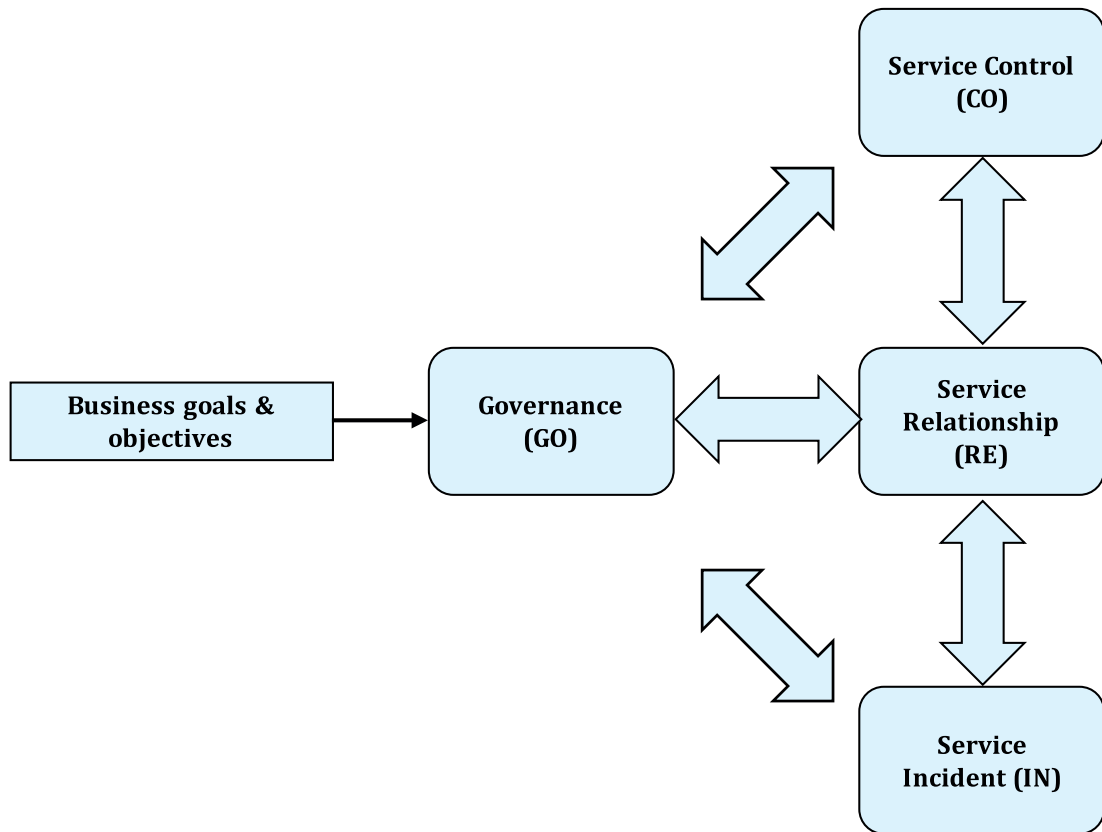 Service Control
(CO)
Business goals &
objectives
Governance
(GO)
Service
Relationship
(RE)
Service
Incident (IN)